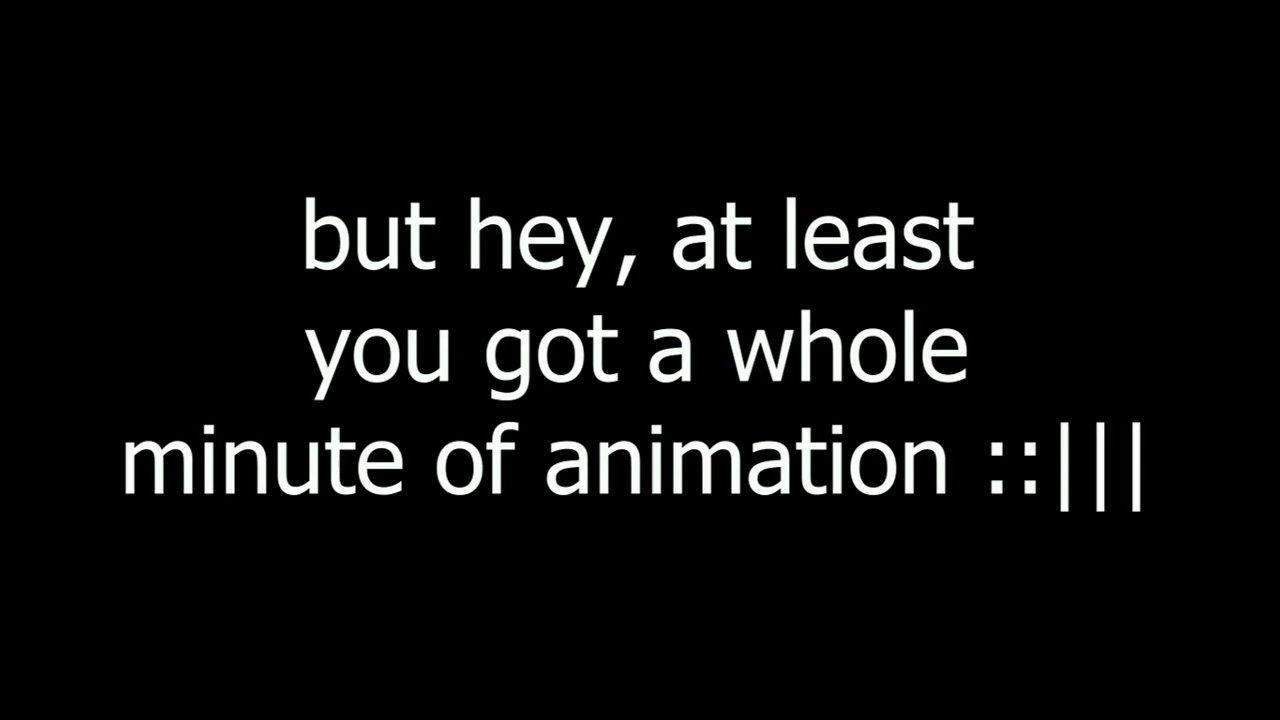 but hey, at least
you got a whole
minute of animation ::|||